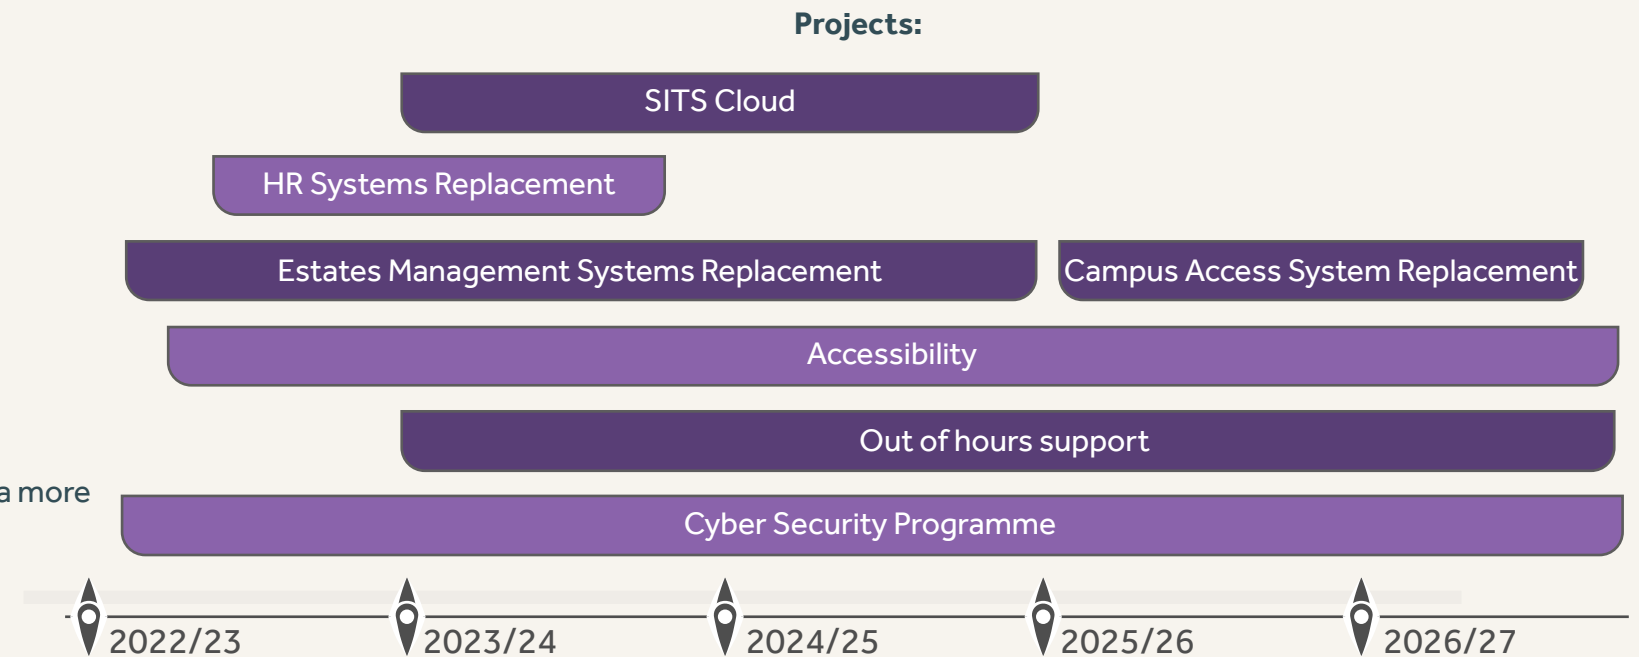 Projects:
SITS Cloud
HR Systems Replacement
Estates Management Systems Replacement
Campus Access System Replacement
Accessibility
Out of hours support
a more
Cyber Security Programme
2022/23
2023/24
2024/25
2025/26
2026/27